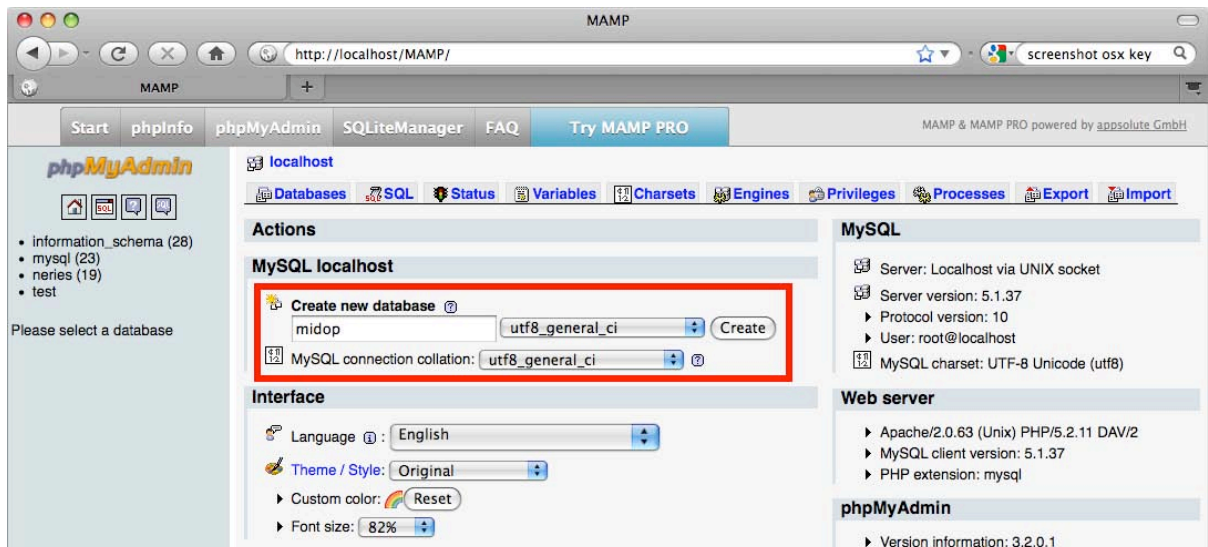 MAMP
http://localhost/MAMP/
screenshot osx key
MAMP
Start phpInfo phpMyAdmin SQLiteManager FAQ Try MAMP PRO
MAMP & MAMP PRO powered by appsolute GmbH
phpMyAdmin
SQL
information_schema (28)
mysql (23)
neries (19)
test
Please select a database
localhost
Databases SQL Status Variables Charsets Engines Privileges Processes Export Import
Actions
MySQL localhost
Create new database
midop utf8_general_ci Create
MySQL connection collation: utf8_general_ci
Interface
Language : English
Theme / Style: Original
Custom color: Reset
Font size: 82%
MySQL
Server: Localhost via UNIX socket
Server version: 5.1.37
Protocol version: 10
User: root@localhost
MySQL charset: UTF-8 Unicode (utf8)
Web server
Apache/2.0.63 (Unix) PHP/5.2.11 DAV/2
MySQL client version: 5.1.37
PHP extension: mysql
phpMyAdmin
Version information: 3.2.0.1